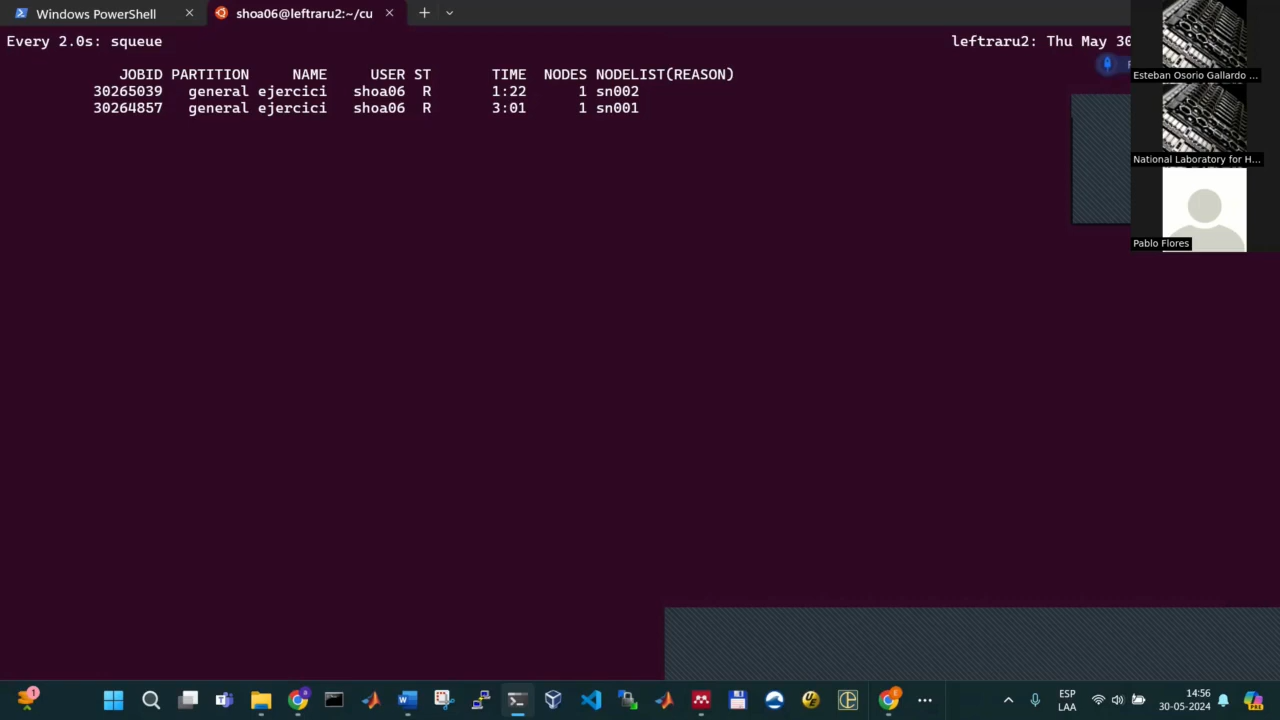 Windows PowerShell
shoa06@leftraru2:~/cu
Every 2.0s: squeue
leftraru2: Thu May 30
JOBID PARTITION NAME USER ST TIME NODES NODELIST(REASON)
30265039 general ejercici shoa06 R 1:22 1 sn002
30264857 general ejercici shoa06 R 3:01 1 sn001
Esteban Osorio Gallardo ...
National Laboratory for H...
Pablo Flores
1
ESP
LAA
14:56
30-05-2024